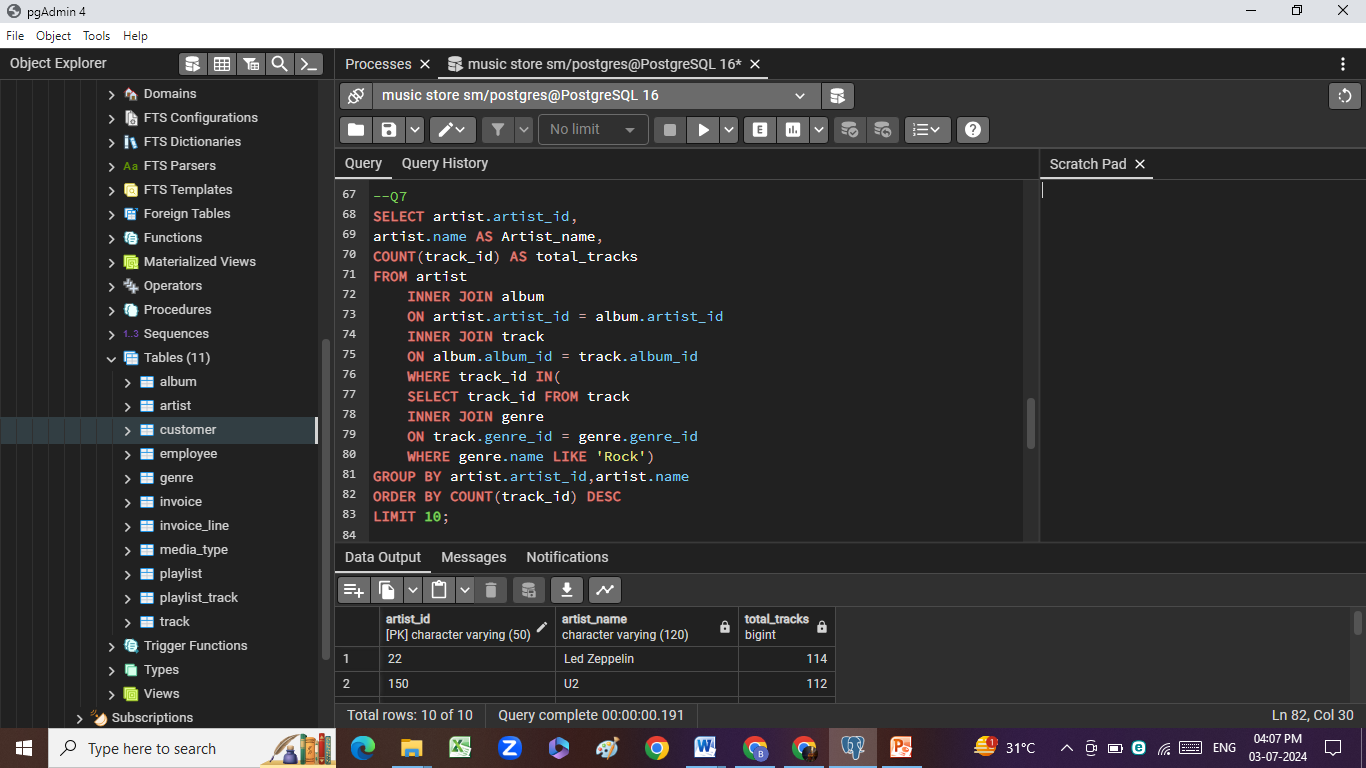 pgAdmin 4
File Object Tools Help
Object Explorer
Processes
music store sm/postgres@PostgreSQL 16*
music store sm/postgres@PostgreSQL 16
No limit
E
Query Query History
Scratch Pad
Domains
FTS Configurations
FTS Dictionaries
Aa FTS Parsers
FTS Templates
Foreign Tables
Functions
Materialized Views
Operators
Procedures
1..3 Sequences
Tables (11)
album
artist
customer
employee
genre
invoice
invoice_line
media_type
playlist
playlist_track
track
Trigger Functions
Types
Views
Subscriptions
67 --Q7
68 SELECT artist.artist_id,
69 artist.name AS Artist_name,
70 COUNT(track_id) AS total_tracks
71 FROM artist
72 INNER JOIN album
73 ON artist.artist_id = album.artist_id
74 INNER JOIN track
75 ON album.album_id = track.album_id
76 WHERE track_id IN(
77 SELECT track_id FROM track
78 INNER JOIN genre
79 ON track.genre_id = genre.genre_id
80 WHERE genre.name LIKE 'Rock')
81 GROUP BY artist.artist_id,artist.name
82 ORDER BY COUNT(track_id) DESC
83 LIMIT 10;
84
Data Output Messages Notifications
artist_id artist_name total_tracks
[PK] character varying (50) character varying (120) bigint
1 22 Led Zeppelin 114
2 150 U2 112
Total rows: 10 of 10 Query complete 00:00:00.191 Ln 82, Col 30
Type here to search
31°C
ENG
04:07 PM
03-07-2024